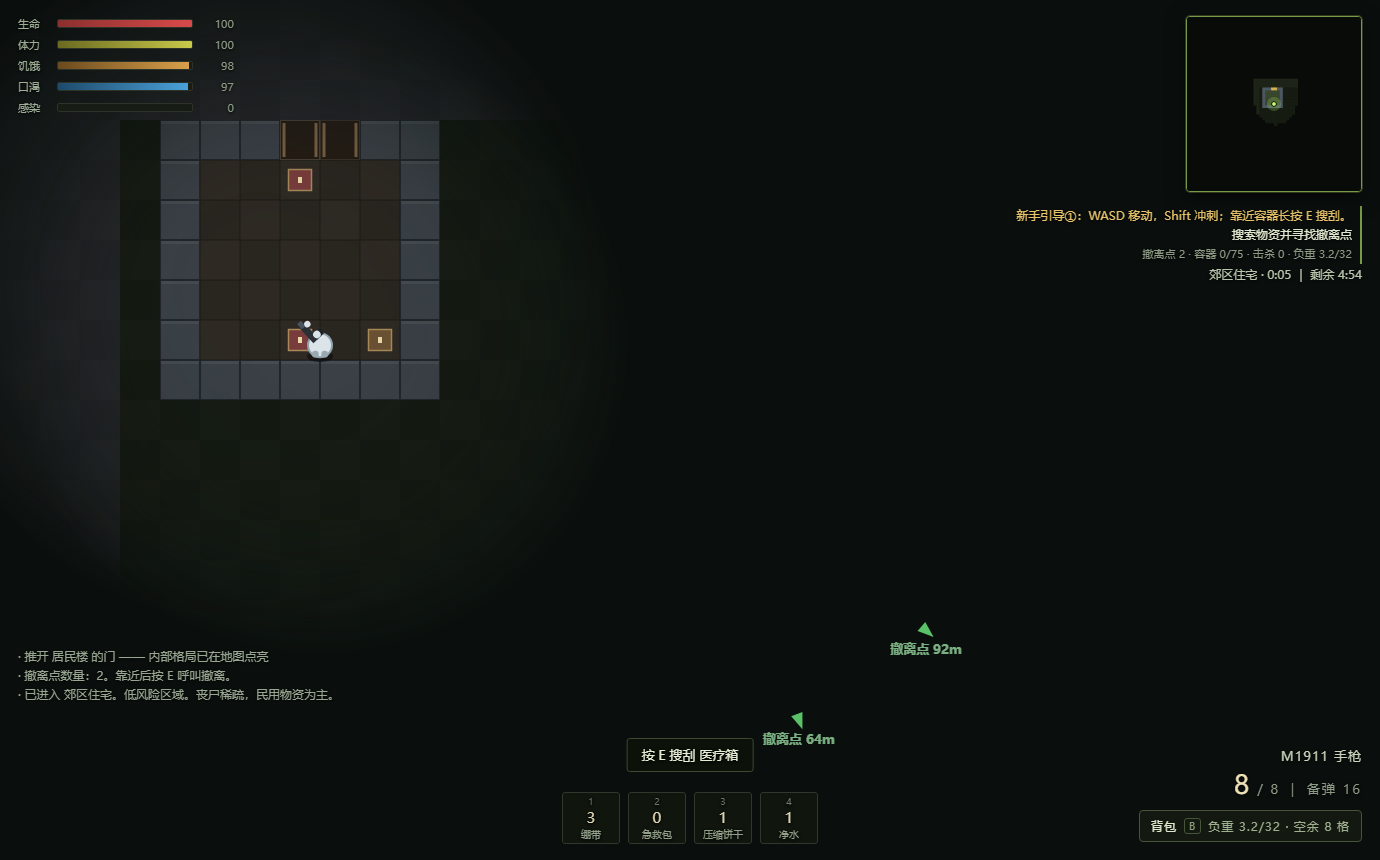 生命 100
体力 100
饥饿 98
口渴 97
感染 0
新手引导①：WASD 移动，Shift 冲刺；靠近容器长按 E 搜刮。
搜索物资并寻找撤离点
撤离点 2 · 容器 0/75 · 击杀 0 · 负重 3.2/32
郊区住宅 · 0:05 | 剩余 4:54
撤离点 92m
· 推开 居民楼 的门 —— 内部格局已在地图点亮
· 撤离点数量：2。靠近后按 E 呼叫撤离。
· 已进入 郊区住宅。低风险区域。丧尸稀疏，民用物资为主。
撤离点 64m
按 E 搜刮 医疗箱
M1911 手枪
8 / 8 | 备弹 16
1 2 3 4
3 0 1 1
绷带 急救包 压缩饼干 净水
背包 B 负重 3.2/32 · 空余 8 格